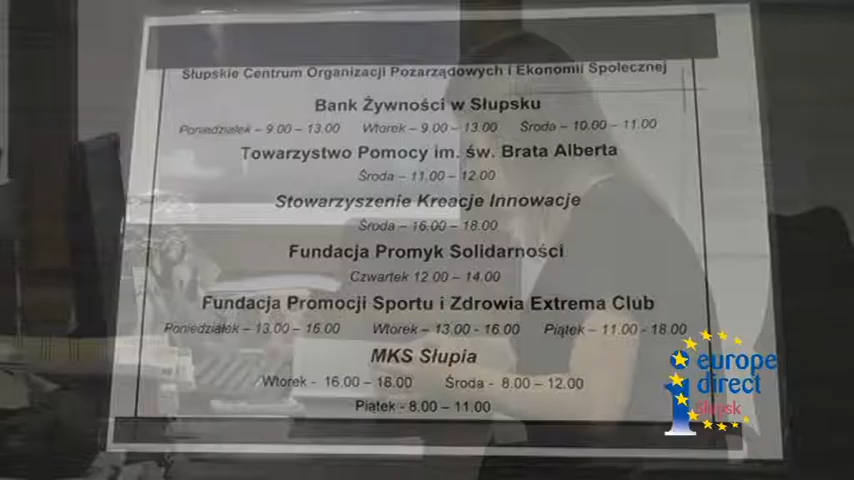 Słupskie Centrum Organizacji Pozarządowych i Ekonomii Społecznej
Bank Żywności w Słupsku
Poniedziałek – 9.00 – 13.00 Wtorek – 9.00 – 13.00 Środa – 10.00 – 11.00
Towarzystwo Pomocy im. św. Brata Alberta
Środa – 11.00 – 12.00
Stowarzyszenie Kreacje Innowacje
Środa – 16.00 – 18.00
Fundacja Promyk Solidarności
Czwartek 12.00 – 14.00
Fundacja Promocji Sportu i Zdrowia Extrema Club
Poniedziałek – 13.00 – 16.00 Wtorek – 13.00 - 16.00 Piątek – 11.00 - 18.00
MKS Słupia
Wtorek - 16.00 – 18.00 Środa - 8.00 – 12.00
Piątek - 8.00 – 11.00
europe
direct
Słupsk